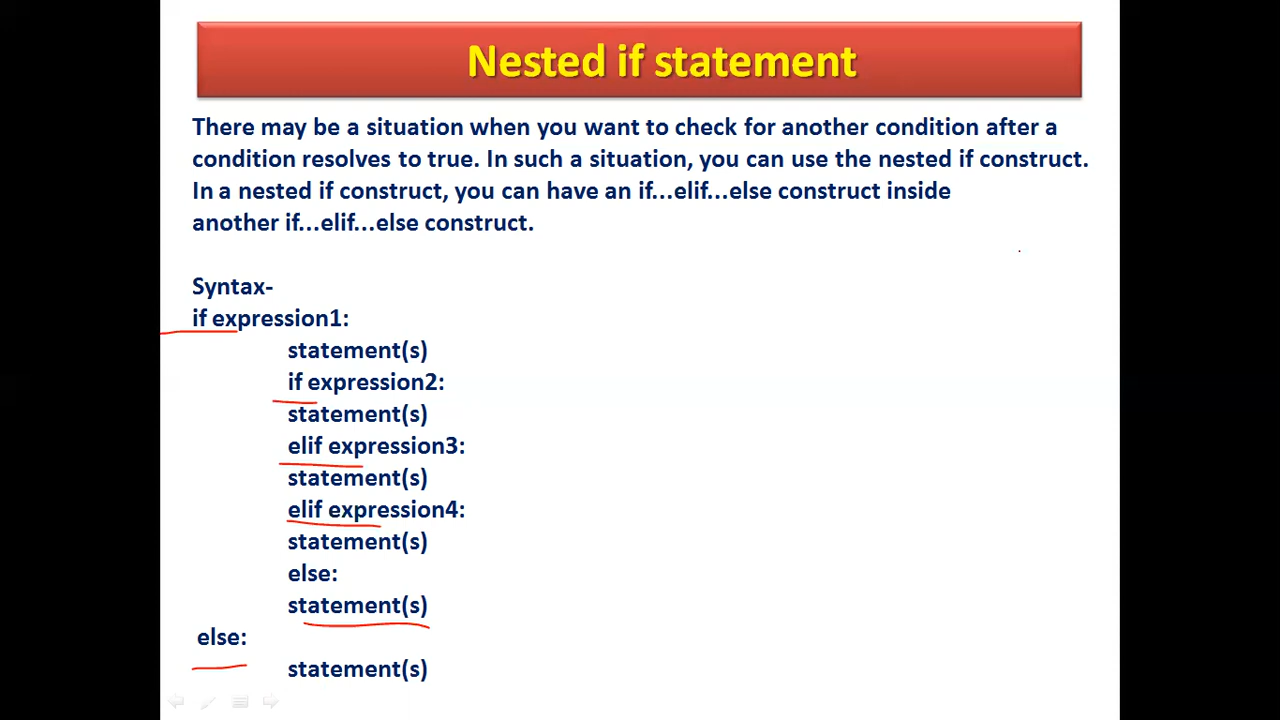 Nested if statement
There may be a situation when you want to check for another condition after a
condition resolves to true. In such a situation, you can use the nested if construct.
In a nested if construct, you can have an if...elif...else construct inside
another if...elif...else construct.
Syntax-
if expression1:
statement(s)
if expression2:
statement(s)
elif expression3:
statement(s)
elif expression4:
statement(s)
else:
statement(s)
else:
statement(s)